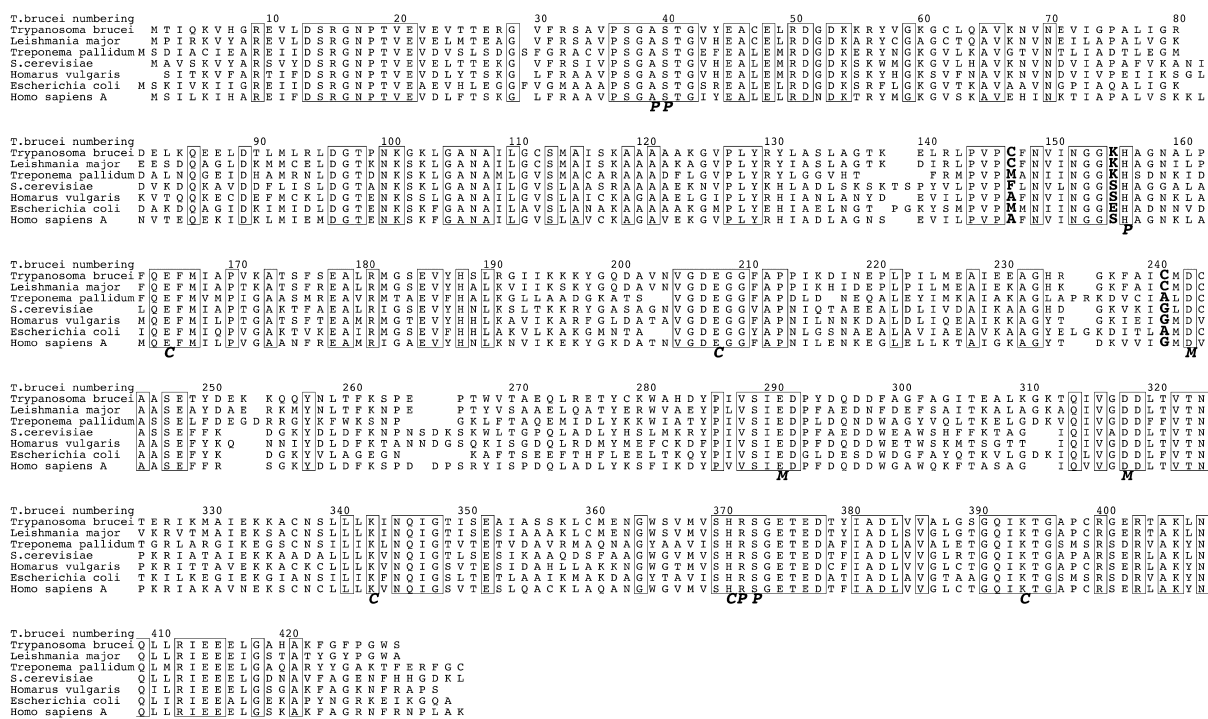 T.brucei numbering 10 20 30 40 50 60 70 80
Trypanosoma brucei M T I Q K V H G R E V L D S R G N P T V E V E V T T E R G V F R S A V P S G A S T G V Y E A C E L R D G D K K R Y V G K G C L Q A V K N V N E V I G P A L I G R
Leishmania major M P I R K V Y A R E V L D S R G N P T V E V E L M T E A G V F R S A V P S G A S T G V H E A C E L R D G D K A R Y C G A G C T Q A V K N V N E I L A P A L V G K
Treponema pallidum M S D I A C I E A R E I I D S R G N P T V E V D V S L S D G S F G R A C V P S G A S T G E F E A L E M R D G D K E R Y N G K G V L K A V G N V N T L I A D T L E G M
S.cerevisiae M A V S K V Y A R S V Y D S R G N P T V E V E L T T E K G V F R S I V P S G A S T G V H E A L E M R D G D K S K W M G K G V L H A V K N V N D V I A P A F V K A N I
Homarus vulgaris S I T K V F A R T I F D S R G N P T V E V D L Y T S K G L F R A A V P S G A S T G V H E A L E M R D G D K S K Y H G K S V F N A V K N V N D V I V P E I I K S G L
Escherichia coli M S K I V K I I G R E I I D S R G N P T V E A E V H L E G G F V G M A A A P S G A S T G S R E A L E L R D G D K S R F L G K G V T K A V A A V N G P I A Q A L I G K
Homo sapiens A M S I L K I H A R E I F D S R G N P T V E V D L F T S K G L F R A A V P S G A S T G I Y E A L E L R D N D K T R Y M G K G V S K A V E H I N K T I A P A L V S K K L
P P
T.brucei numbering 90 100 110 120 130 140 150 160
Trypanosoma brucei D E L K Q E E L D T L M L R L D G T P N K G K L G A N A I L G C S M A I S K A A A A A K G V P L Y R Y L A S L A G T K E L R L P V P C F N V I N G G K H A G N A L P
Leishmania major E E S D Q A G L D K M M C E L D G T K N K S K L G A N A I L G C S M A I S K A A A A K A G V P L Y R Y I A S L A G T K D I R L P V P C F N V I N G G K H A G N I L P
Treponema pallidum D A L N Q E G I D H A M I N L D G T D N K S K L G A N A M L G V S M A C A R A A A A K D F L G V P L Y R Y L G G V H T F R M P V P M A N I I N G G K H S D N K I D
S.cerevisiae D V K D Q K A V D D F L I S L D G T A N K S K L G A N A I L G V S L A A S R A A A A E K N V P L Y K H L A D L S K S K T S P Y V L P V P F L N V L N G G S H A G G A L A
Homarus vulgaris K V T Q Q K E C D E F M C K L D G T E N K S S L G A N A I L G V S L A I C K A G A A E L G I P L Y R H I A N L A N Y D E V I L P V P A F N V I N G G S H A G N K L A
Escherichia coli D A K D Q A G I D K I M I D L D G T E N K S K F G A N A I L A V S L A N A K A A A A A K G M P L Y E H I A E L N G T P G K Y S M P V P M M N I I N G G E H A D N N V D
Homo sapiens A N V T E Q E K I D K L M I E M D G T E N K S K F G A N A I L G V S L A V C K A G A V E K G V P L Y R H I A D L A G N S E V I L P V P A F N V I N G G S H A G N K L A
P
T.brucei numbering 170 180 190 200 210 220 230 240
Trypanosoma brucei F Q E F M I A P V K A T S F S E A L R M G S E V Y H S L R G I I K K K Y G Q D A V N V G D E G G F A P P I K D I N E P L P I L M E A I E E A G H R G K F A I C M D C
Leishmania major F Q E F M I A P T K A T S F S E A L R M G S E V Y H S L K V I I K S K Y G Q D A V N V G D E G G F A P P I K H I D E P L P I L M E A I E K A G H K G K F A I C M D C
Treponema pallidum F Q E F M V M P I G A A S M R E A V R M T A E V F H A L K G L L A A D G K A T S V G D E G G F A P D L D N E Q A L E Y I M K A I A K A G L A P R K D V C I A L D C
S.cerevisiae L Q E F M I A P T G A K T F A E A L R I G S E V Y H N L K S L T K K R Y G A S A G N V G D E G G V A P N I Q T A E E A L D L I V D A I K A A G H D G K V K I G L D C
Homarus vulgaris M Q E F M I L P T G A T S F T E A M R M G T E V Y H H L K A V I K A R F G L D A T A V G D E G G F A P N I L N N K D A L D L I Q E A I K K A G Y T G K I E I G M D V
Escherichia coli I Q E F M I Q P V G A K T V K E A I R M G S E V F H H L A K V L K A K G M N T A V G D E G G Y A P N L G S N A E A L A V I A E A V K A A G Y E L G K D I T L A M D C
Homo sapiens A M Q E F M I L P V G A A N F R E A M R I G A E V Y H N L K N V I K E K Y G K D A T N V G D E G G F A P N I L E N K E G L E L L K T A I G K A G Y T D K V V I G M D V
C C M
T.brucei numbering 250 260 270 280 290 300 310 320
Trypanosoma brucei A A S E T Y D E K K Q Q Y N L T F K S P E P T W V T A E Q L R E T Y C K W A H D Y P I V S I E D P Y D Q D D F A G F A G I T E A L K G K T Q I V G D D L T V T N
Leishmania major A A S E A Y D A E R K M Y N L T F K N P E P T Y V S A A E L Q A T Y E R W V A E Y P L V S I E D P F A E D N F D E F S A I T K A L A G K A Q I V G D D L T V T N
Treponema pallidum A A S E L F D E G D R R G Y K F W K S N P G K L F T A Q E M I D L Y K K W I A T Y P I V S I E D P L D Q N D W A G Y V Q L T K E L G D K V Q I V G D D L F V T N
S.cerevisiae A A S E F F K D G K Y D L D F K N P N S D K S K W L T G P Q L A D L Y H S L M K R Y P I V S I E D P F A E D D W E A W S H F F K T A G I Q I V A D D L T V T N
Homarus vulgaris A A S E F Y K Q N N I Y D L D F K T A N N D G S Q K I S G D Q L R D M Y M E F C K D F P I V S I E D P F D Q D D W E T W S K M T S G T T I Q I V G D D L T V T N
Escherichia coli A A S E F Y K D G K Y V L A G E G N K A F T S E E F T H F L E E L T K Q Y P I V S I E D G L D E S D W D G F A Y Q T K V L G D K I Q L V G D D L F V T N
Homo sapiens A A A S E F F R S G K Y D L D F K S P D D P S R Y I S P D Q L A D L Y K S F I K D Y P V V S I E D P F D Q D D W G A W Q K F T A S A G I Q V V G D D L T V T N
M M
T.brucei numbering 330 340 350 360 370 380 390 400
Trypanosoma brucei T E R I K M A I E K K A C N S L L L K I N Q I G T I S E A I A S S K L C M E N G W S V M V S H R S G E T E D T Y I A D L V V A L G S G Q I K T G A P C R G E R T A K L N
Leishmania major V K R V T M A I E K K A C N S L L L K I N Q I G T I S E S I A A A K L C M E N G W S V M V S H R S G E T E D T Y I A D L S V G L G T G Q I K T G A P C R G E R T A K L N
Treponema pallidum T G R L A R G I K E G S C N S I L I K L N Q I G T V T E T V D A V R M A Q N A G Y A A V I S H R S G E T E D A F I A D L A V A L E T G Q I K T G S M S R S D R V A K Y N
S.cerevisiae P K R I A T A I E K K A A D A L L L K V N Q I G T L S E S I K A A Q D S F A A G W G V M V S H R S G E T E D T F I A D L V V G L R T G Q I K T G A P A R S E R L A K L N
Homarus vulgaris P K R I T T A V E K K A C K C L L L K V N Q I G S V T E S I D A H L L A K K N G W G T M V S H R S G E T E D C F I A D L V V G L C T G Q I K T G A P C R S E R L A K Y N
Escherichia coli T K I L K E G I E K G I A N S I L I K F N Q I G S L T E T L A A I K M A K D A G Y T A V I S H R S G E T E D A T I A D L A V G T A A G Q I K T G S M S R S D R V A K Y N
Homo sapiens A P K R I A K A V N E K S C N C L L L K V N Q I G S V T E S L Q A C K L A Q A N G W G V M V S H R S G E T E D T F I A D L V V G L C T G Q I K T G A P C R S E R L A K Y N
C C P P C
T.brucei numbering 410 420
Trypanosoma brucei Q L L R I E E E L G A H A K F G F P G W S
Leishmania major Q L L R I E E E L G S T A T Y G Y P G W A
Treponema pallidum Q L M R I E E E L G A Q A R Y Y G A K T F E R F G C
S.cerevisiae Q L L R I E E E L G D N A V F A G E N F H H G D K L
Homarus vulgaris Q I L R I E E E L G S G A K F A G K N F R A P S
Escherichia coli Q L I R I E E A L G E K A P Y N G R K E I K G Q A
Homo sapiens A Q L L R I E E E L G S K A K F A G R N F R N P L A K